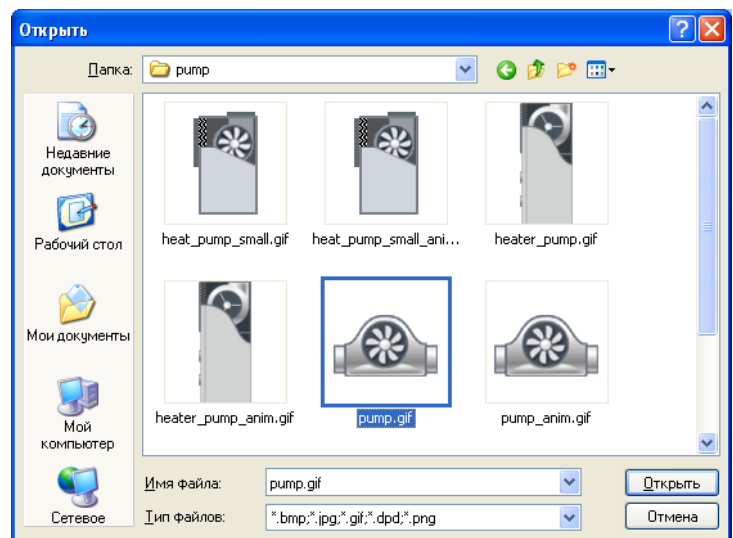 Открыть
Папка:
pump
Недавние
документы
Рабочий стол
Мои документы
Мой
компьютер
Сетевое
heat_pump_small.gif
heat_pump_small_ani...
heater_pump.gif
heater_pump_anim.gif
pump.gif
pump_anim.gif
Имя файла:
pump.gif
Открыть
Тип файлов:
*.bmp;*.jpg;*.gif;*.dpd;*.png
Отмена